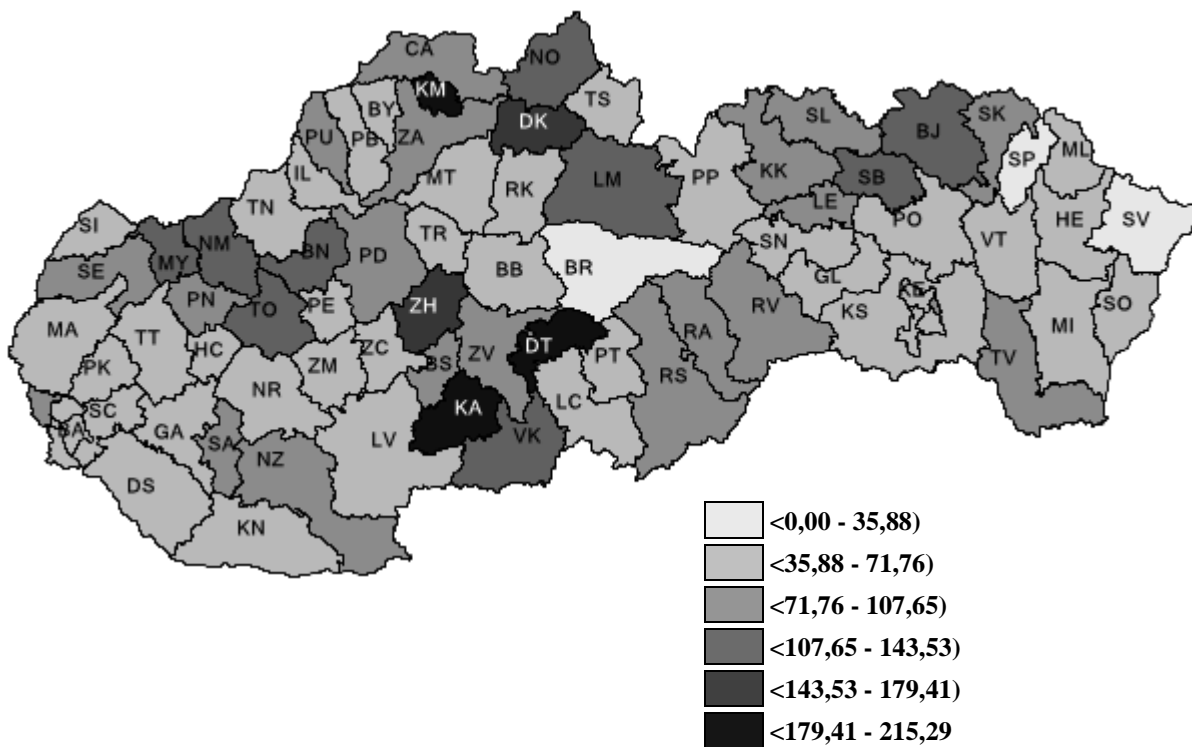 CA
NO
KM
TS
BY
DK
PU
PB
ZA
SL
BJ
SK
SP
ML
IL
MT
RK
LM
PP
KK
SB
LE
TN
PO
HE
SV
SI
NM
MY
BN
PD
TR
BB
BR
SN
VT
SE
GL
PN
TO
PE
ZH
KE
KS
SO
MA
TT
HC
ZM
ZC
BS
ZV
DT
PT
RA
RV
MI
TV
PK
NR
RS
SC
KA
LC
BA
GA
SA
LV
VK
NZ
DS
KN
<0,00 - 35,88)
<35,88 - 71,76)
<71,76 - 107,65)
<107,65 - 143,53)
<143,53 - 179,41)
<179,41 - 215,29